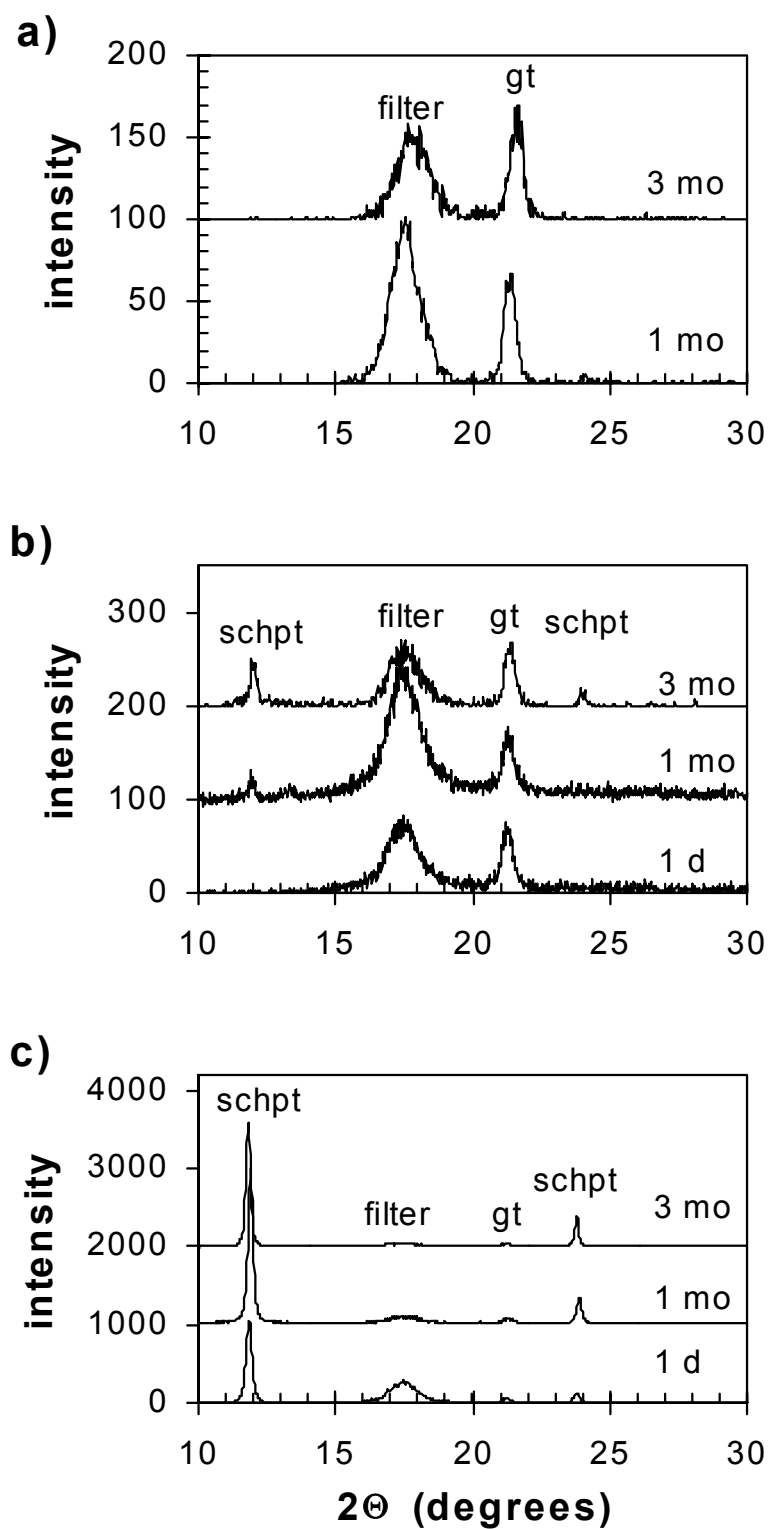 a)
200
gt
filter
150
3 mo
100
intensity
50
1 mo
0
10 15 20 25 30
b)
300
schpt filter gt schpt
3 mo
200
intensity
1 mo
100
1 d
0
10 15 20 25 30
c)
4000
schpt
3000
schpt
filter gt 3 mo
2000
intensity
1 mo
1000
1 d
0
10 15 20 25 30
2Θ (degrees)